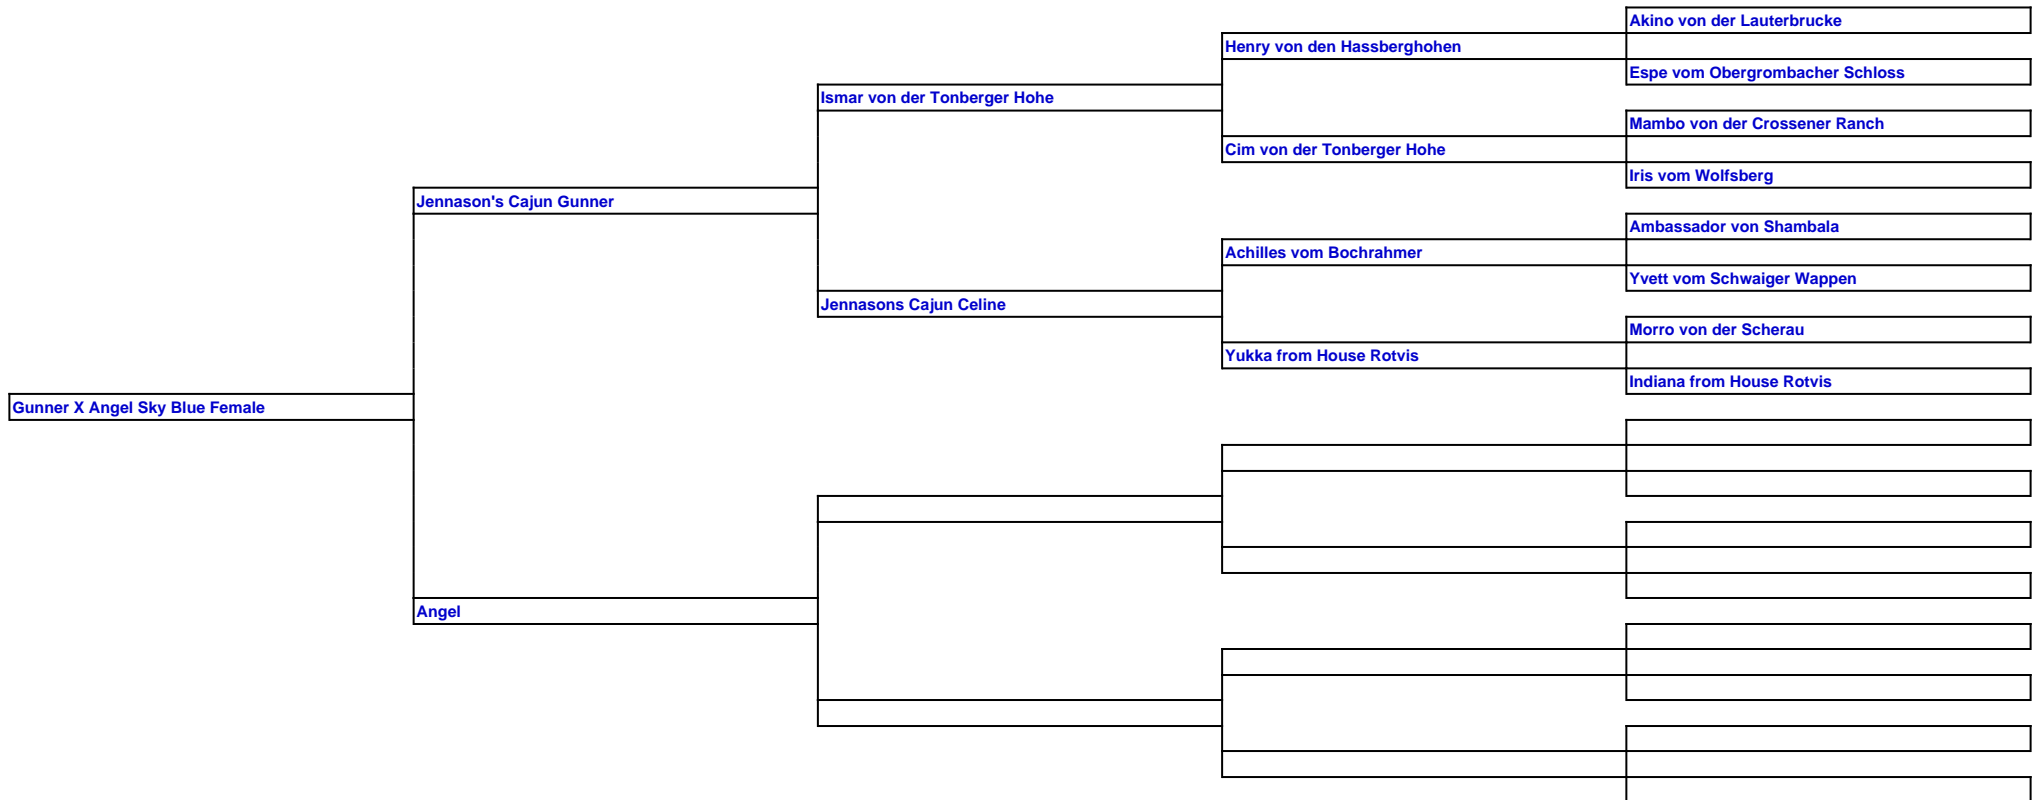 Akino von der Lauterbrucke
Henry von den Hassberghohen
Espe vom Obergrombacher Schloss
Ismar von der Tonberger Hohe
Mambo von der Crossener Ranch
Cim von der Tonberger Hohe
Iris vom Wolfsberg
Jennason's Cajun Gunner
Ambassador von Shambala
Achilles vom Bochrahmer
Yvett vom Schwaiger Wappen
Jennasons Cajun Celine
Morro von der Scherau
Yukka from House Rotvis
Indiana from House Rotvis
Gunner X Angel Sky Blue Female
Angel